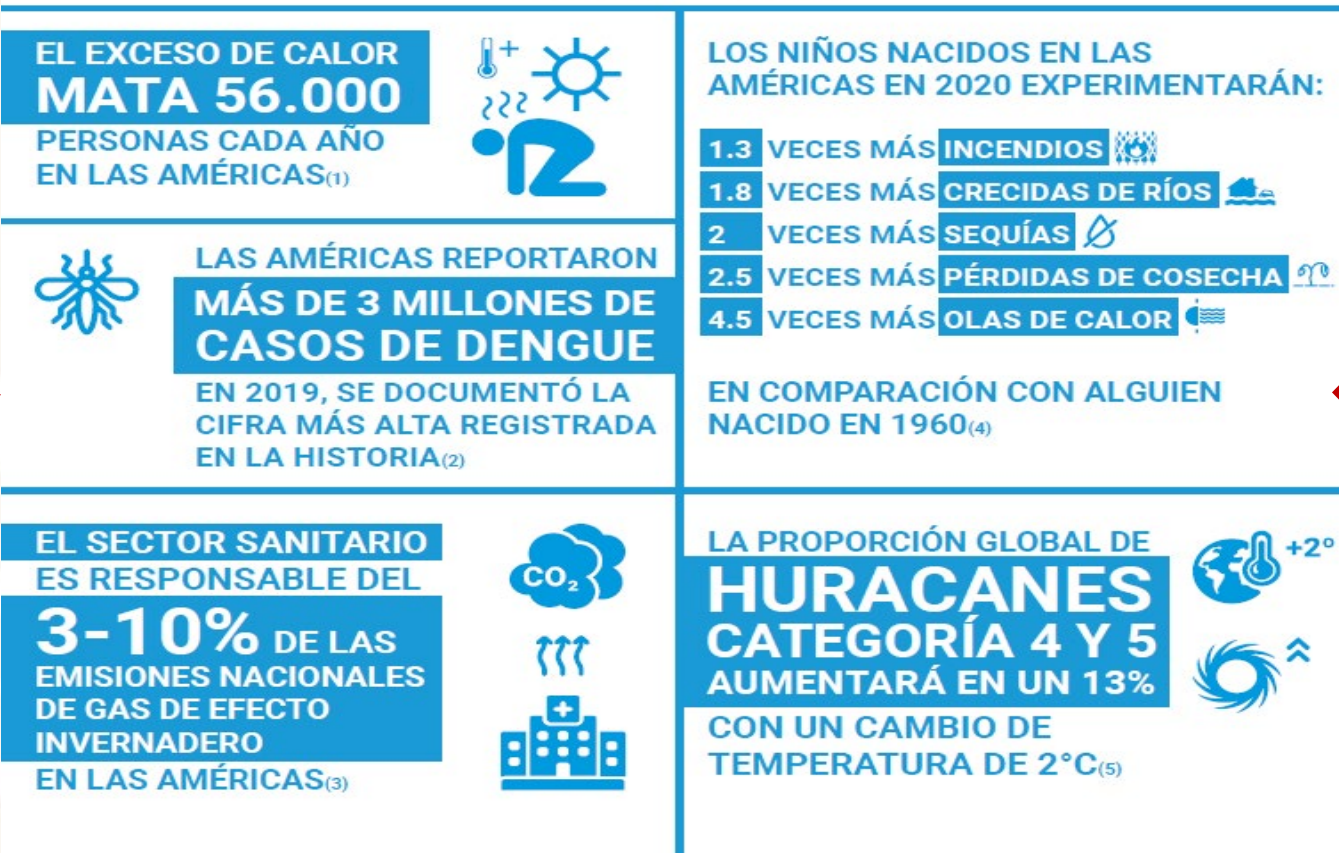 EL EXCESO DE CALOR
MATA 56.000
PERSONAS CADA AÑO
EN LAS AMÉRICAS(1)
LAS AMÉRICAS REPORTARON
MÁS DE 3 MILLONES DE
CASOS DE DENGUE
EN 2019, SE DOCUMENTÓ LA
CIFRA MÁS ALTA REGISTRADA
EN LA HISTORIA(2)
EL SECTOR SANITARIO
ES RESPONSABLE DEL
3-10% DE LAS
EMISIONES NACIONALES
DE GAS DE EFECTO
INVERNADERO
EN LAS AMÉRICAS(3)
CO₂
LOS NIÑOS NACIDOS EN LAS
AMÉRICAS EN 2020 EXPERIMENTARÁN:
1.3 VECES MÁS INCENDIOS
1.8 VECES MÁS CRECIDAS DE RÍOS
2 VECES MÁS SEQUÍAS
2.5 VECES MÁS PÉRDIDAS DE COSECHA
4.5 VECES MÁS OLAS DE CALOR
EN COMPARACIÓN CON ALGUIEN
NACIDO EN 1960(4)
LA PROPORCIÓN GLOBAL DE
HURACANES
CATEGORÍA 4 Y 5
AUMENTARÁ EN UN 13%
CON UN CAMBIO DE
TEMPERATURA DE 2°C(5)
+2°